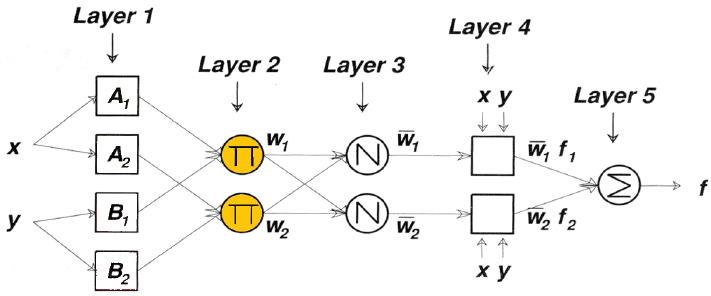 Layer 1
Layer 4
Layer 2 Layer 3
Layer 5
x y
A1
x
A2
Π w1 N w̅1
w̅1 f1
Σ f
y
B1
Π w2 N w̅2
w̅2 f2
B2
x y